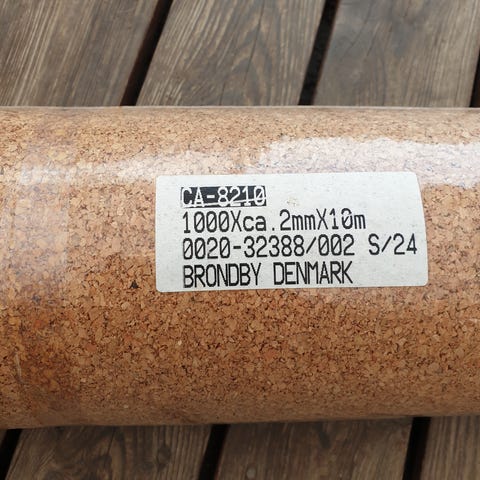 CA-8210
1000Xca.2mmX10m
0020-32388/002 S/24
BRONDBY DENMARK